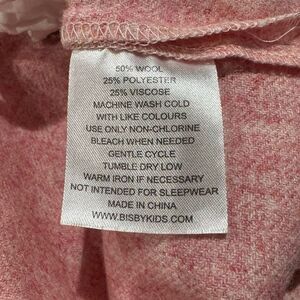 50% WOOL
25% POLYESTER
25% VISCOSE
MACHINE WASH COLD
WITH LIKE COLOURS
USE ONLY NON-CHLORINE
BLEACH WHEN NEEDED
GENTLE CYCLE
TUMBLE DRY LOW
WARM IRON IF NECESSARY
NOT INTENDED FOR SLEEPWEAR
MADE IN CHINA
WWW.BISBYKIDS.COM